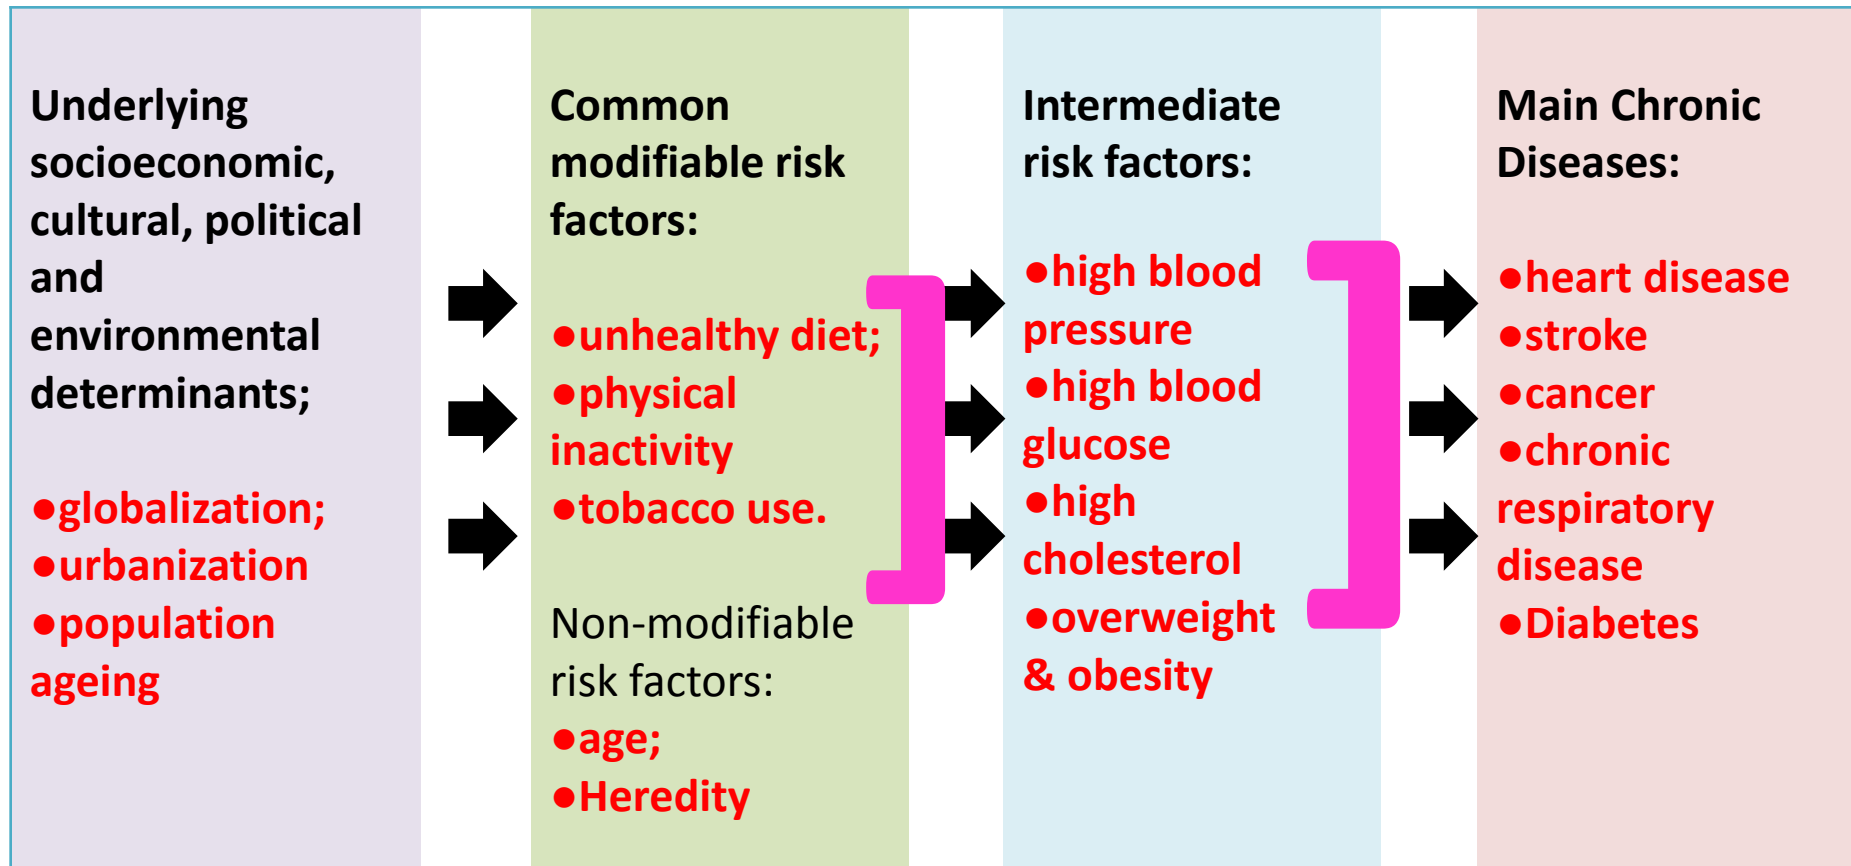 Underlying
socioeconomic,
cultural, political
and
environmental
determinants;
●globalization;
●urbanization
●population
ageing
Common
modifiable risk
factors:
●unhealthy diet;
●physical
inactivity
●tobacco use.
Non-modifiable
risk factors:
●age;
●Heredity
Intermediate
risk factors:
●high blood
pressure
●high blood
glucose
●high
cholesterol
●overweight
& obesity
Main Chronic
Diseases:
●heart disease
●stroke
●cancer
●chronic
respiratory
disease
●Diabetes